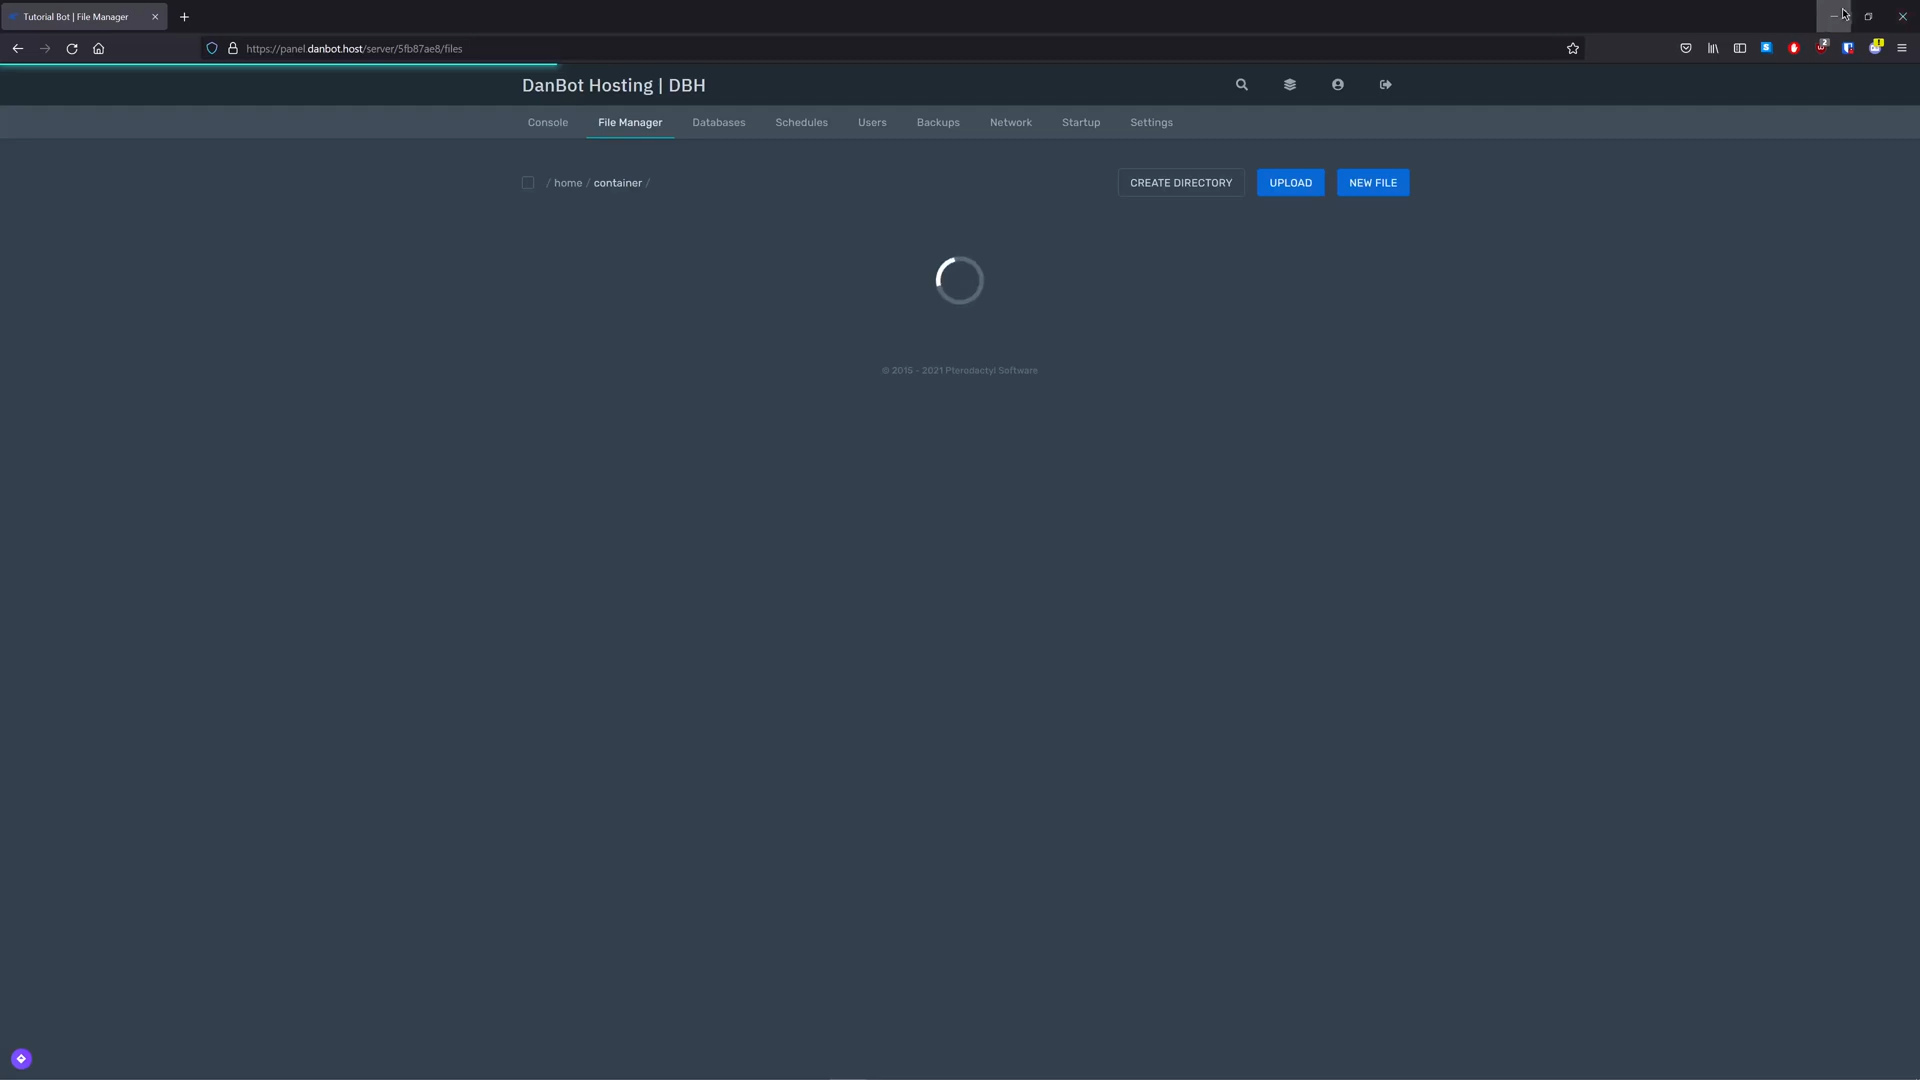 Tutorial Bot | File Manager
https://panel.danbot.host/server/5fb87ae8/files
2
!
DanBot Hosting | DBH
Console File Manager Databases Schedules Users Backups Network Startup Settings
/ home / container /
CREATE DIRECTORY UPLOAD NEW FILE
© 2015 - 2021 Pterodactyl Software